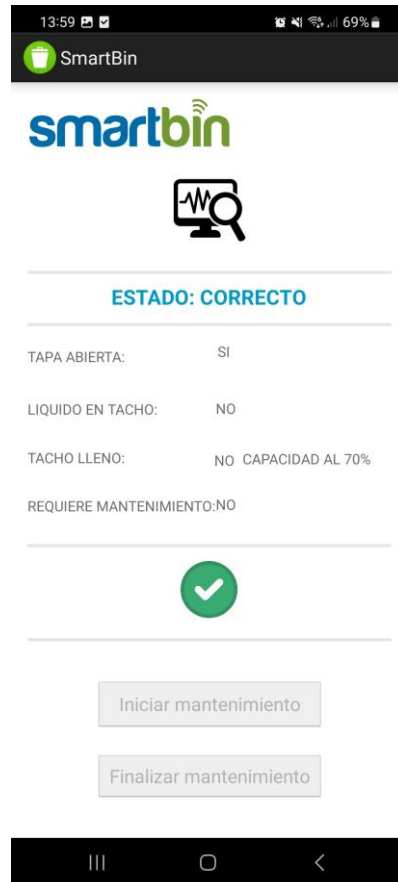 13:59 69%
SmartBin
smartbin
ESTADO: CORRECTO
TAPA ABIERTA: SI
LIQUIDO EN TACHO: NO
TACHO LLENO: NO CAPACIDAD AL 70%
REQUIERE MANTENIMIENTO:NO
Iniciar mantenimiento
Finalizar mantenimiento